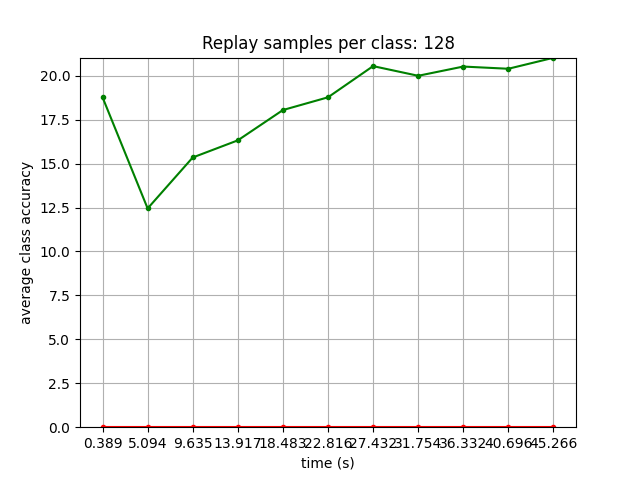 Replay samples per class: 128
20.0
17.5
15.0
12.5
10.0
7.5
5.0
2.5
0.0
average class accuracy
0.389 5.094 9.635 13.917 18.483 22.816 27.432 31.754 36.332 40.696 45.266
time (s)